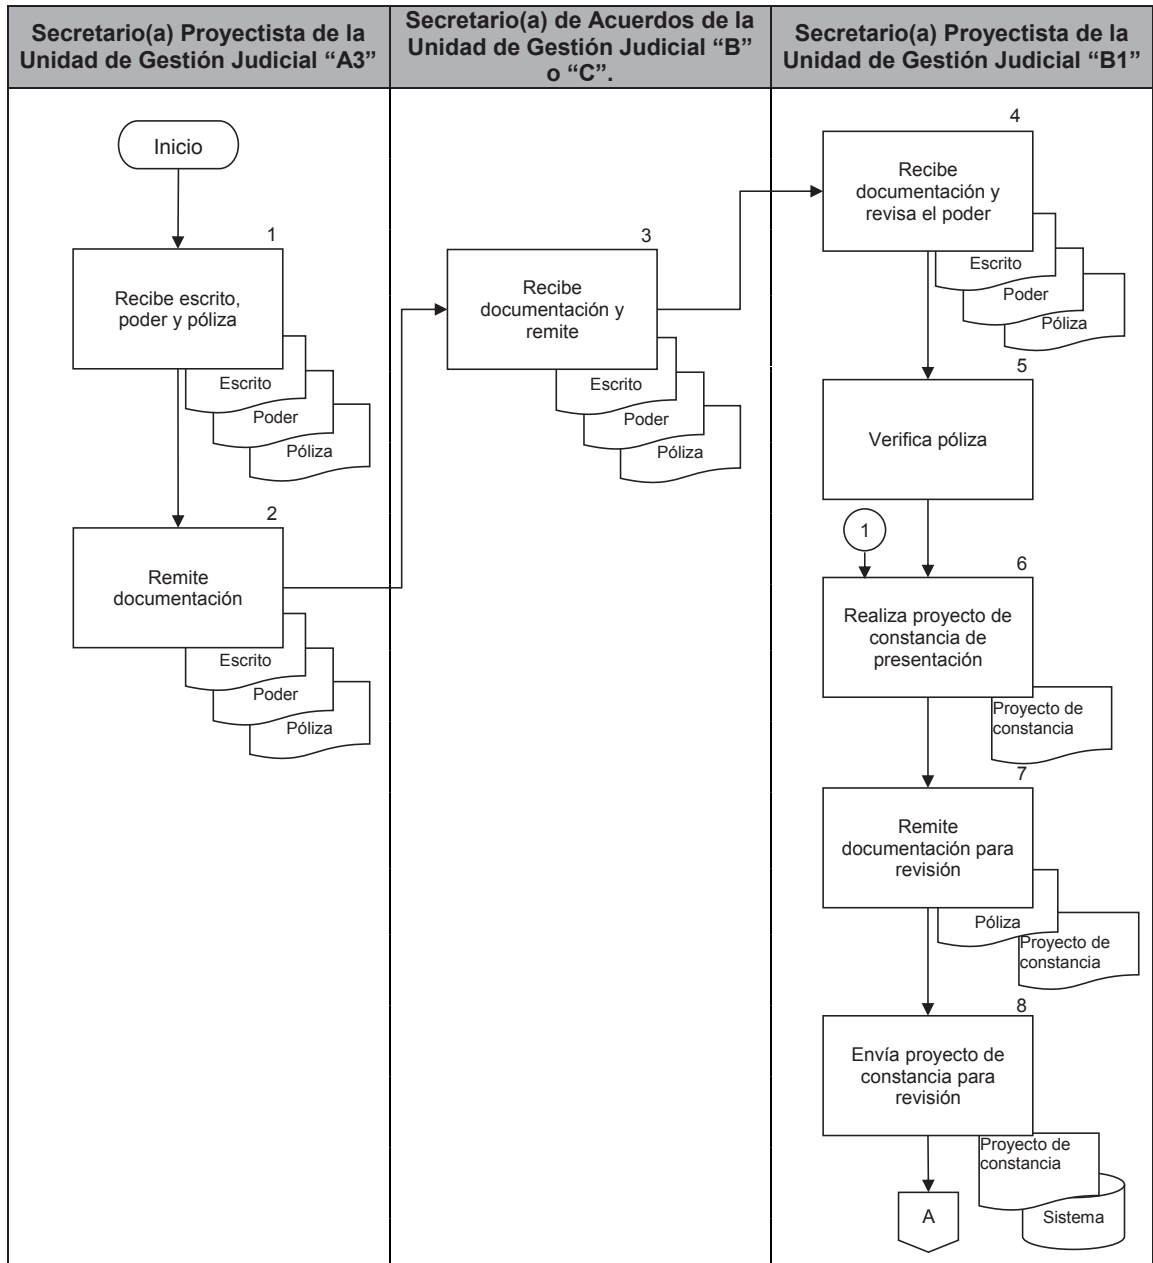 Secretario(a) Proyectista de la
Unidad de Gestión Judicial “A3”
Secretario(a) de Acuerdos de la
Unidad de Gestión Judicial “B”
o “C”.
Secretario(a) Proyectista de la
Unidad de Gestión Judicial “B1”
Inicio
1
Recibe escrito,
poder y póliza
Escrito
Poder
Póliza
2
Remite
documentación
Escrito
Poder
Póliza
3
Recibe
documentación y
remite
Escrito
Poder
Póliza
4
Recibe
documentación y
revisa el poder
Escrito
Poder
Póliza
5
Verifica póliza
1
6
Realiza proyecto de
constancia de
presentación
Proyecto de
constancia
7
Remite
documentación para
revisión
Póliza
Proyecto de
constancia
8
Envía proyecto de
constancia para
revisión
Proyecto de
constancia
Sistema
A